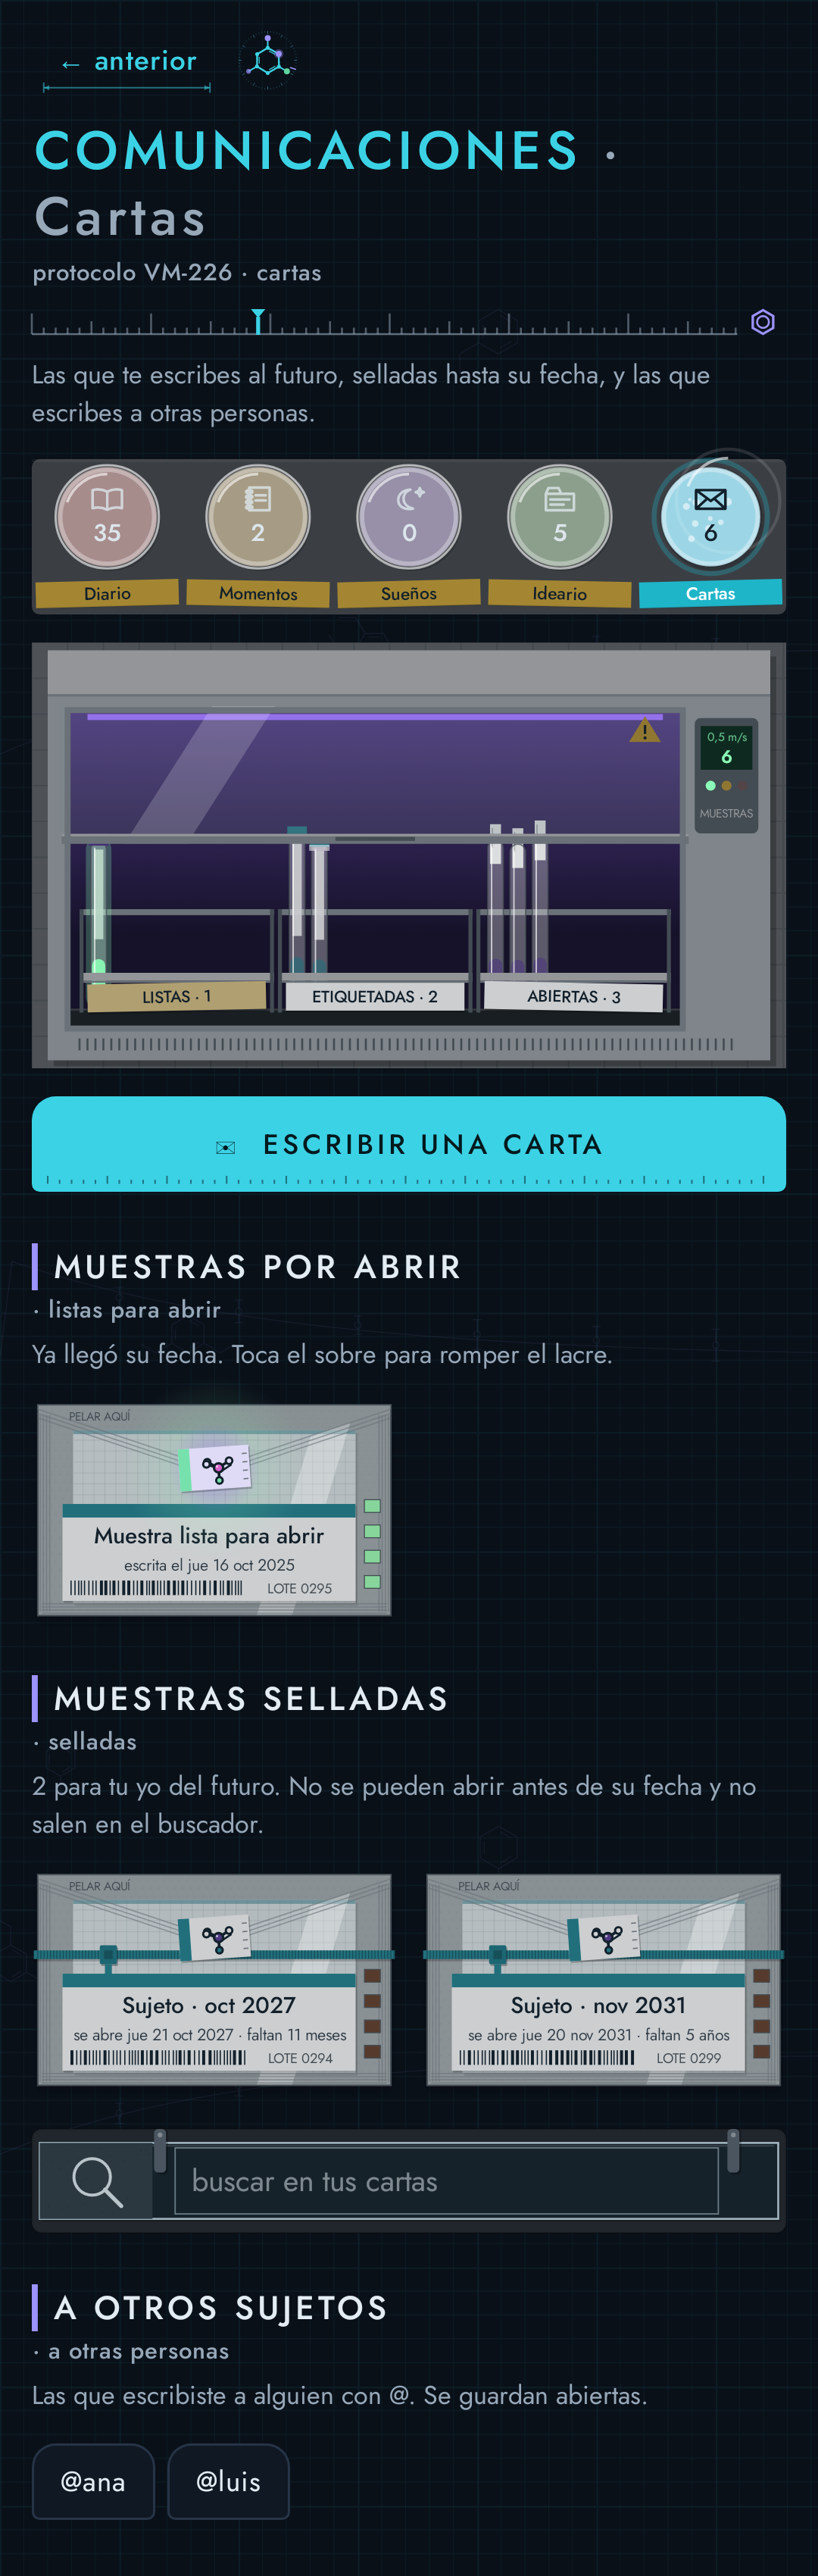 ← anterior
COMUNICACIONES ·
Cartas
protocolo VM-226 · cartas
Las que te escribes al futuro, selladas hasta su fecha, y las que
escribes a otras personas.
35
2
0
5
6
Diario
Momentos
Sueños
Ideario
Cartas
0,5 m/s
6
MUESTRAS
LISTAS · 1
ETIQUETADAS · 2
ABIERTAS · 3
ESCRIBIR UNA CARTA
MUESTRAS POR ABRIR
· listas para abrir
Ya llegó su fecha. Toca el sobre para romper el lacre.
PELAR AQUÍ
Muestra lista para abrir
escrita el jue 16 oct 2025
LOTE 0295
MUESTRAS SELLADAS
· selladas
2 para tu yo del futuro. No se pueden abrir antes de su fecha y no
salen en el buscador.
PELAR AQUÍ
Sujeto · oct 2027
se abre jue 21 oct 2027 · faltan 11 meses
LOTE 0294
PELAR AQUÍ
Sujeto · nov 2031
se abre jue 20 nov 2031 · faltan 5 años
LOTE 0299
buscar en tus cartas
A OTROS SUJETOS
· a otras personas
Las que escribiste a alguien con @. Se guardan abiertas.
@ana
@luis